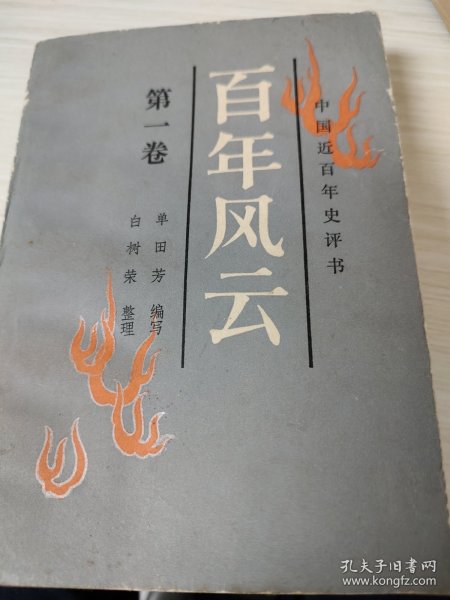 中国近百年史评书
百年风云
第一卷
单田芳 编写
白树荣 整理
孔夫子旧书网
www.kongfz.com